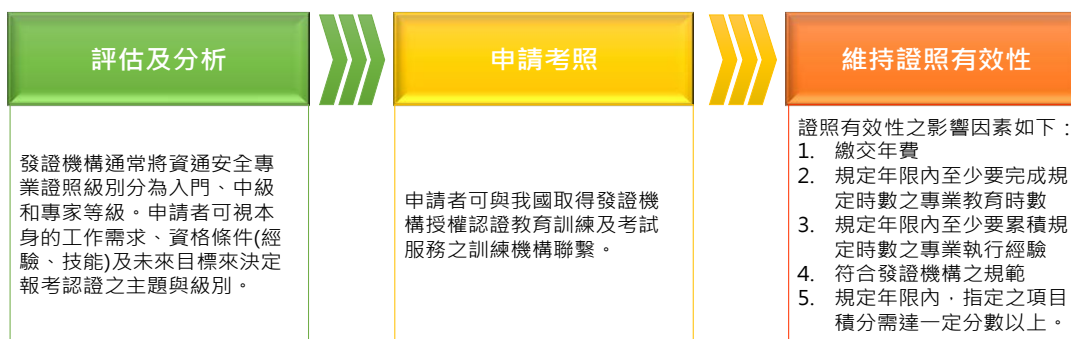 評估及分析
發證機構通常將資通安全專
業證照級別分為入門、中級
和專家等級。申請者可視本
身的工作需求、資格條件(經
驗、技能)及未來目標來決定
報考認證之主題與級別。
申請考照
申請者可與我國取得發證機
構授權認證教育訓練及考試
服務之訓練機構聯繫。
維持證照有效性
證照有效性之影響因素如下：
1. 繳交年費
2. 規定年限內至少要完成規
定時數之專業教育時數
3. 規定年限內至少要累積規
定時數之專業執行經驗
4. 符合發證機構之規範
5. 規定年限內，指定之項目
積分需達一定分數以上。